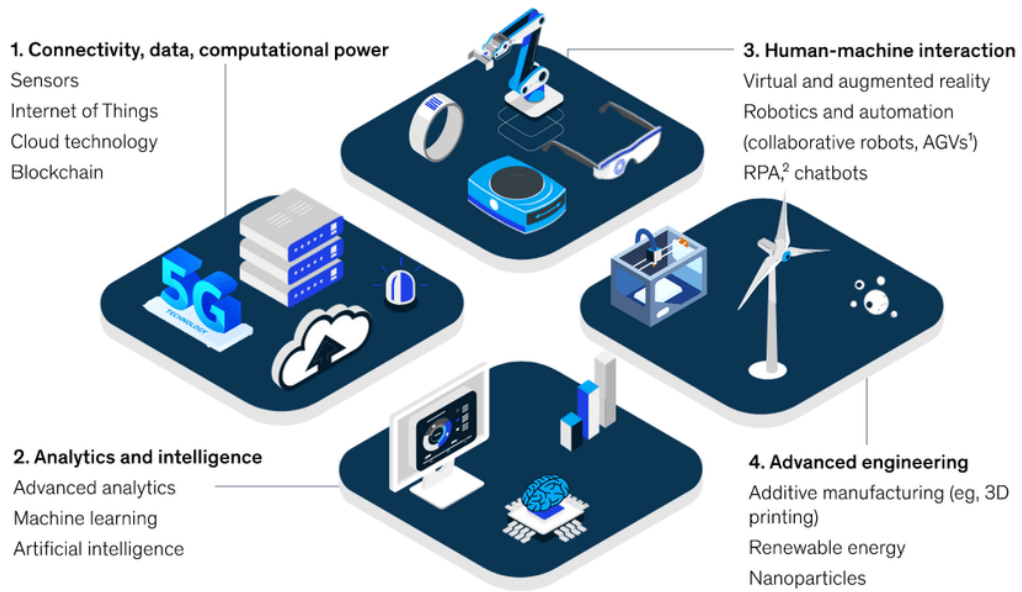 1. Connectivity, data, computational power
Sensors
Internet of Things
Cloud technology
Blockchain
3. Human-machine interaction
Virtual and augmented reality
Robotics and automation
(collaborative robots, AGVs¹)
RPA,² chatbots
5G
TECHNOLOGY
2. Analytics and intelligence
Advanced analytics
Machine learning
Artificial intelligence
4. Advanced engineering
Additive manufacturing (eg, 3D
printing)
Renewable energy
Nanoparticles